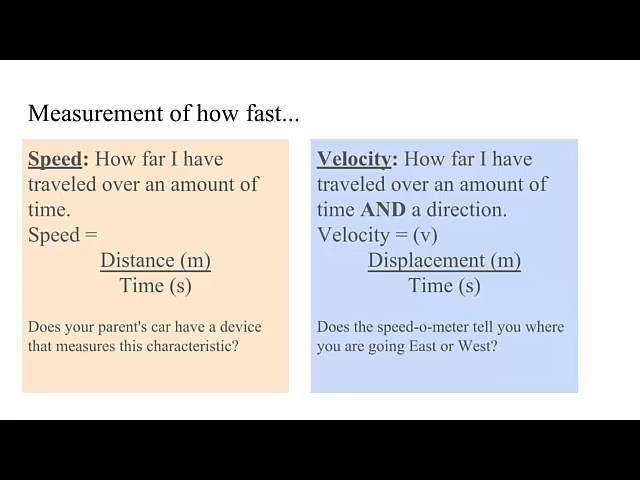 Measurement of how fast...
Speed: How far I have
traveled over an amount of
time.
Speed =
Distance (m)
Time (s)
Does your parent's car have a device
that measures this characteristic?
Velocity: How far I have
traveled over an amount of
time AND a direction.
Velocity = (v)
Displacement (m)
Time (s)
Does the speed-o-meter tell you where
you are going East or West?